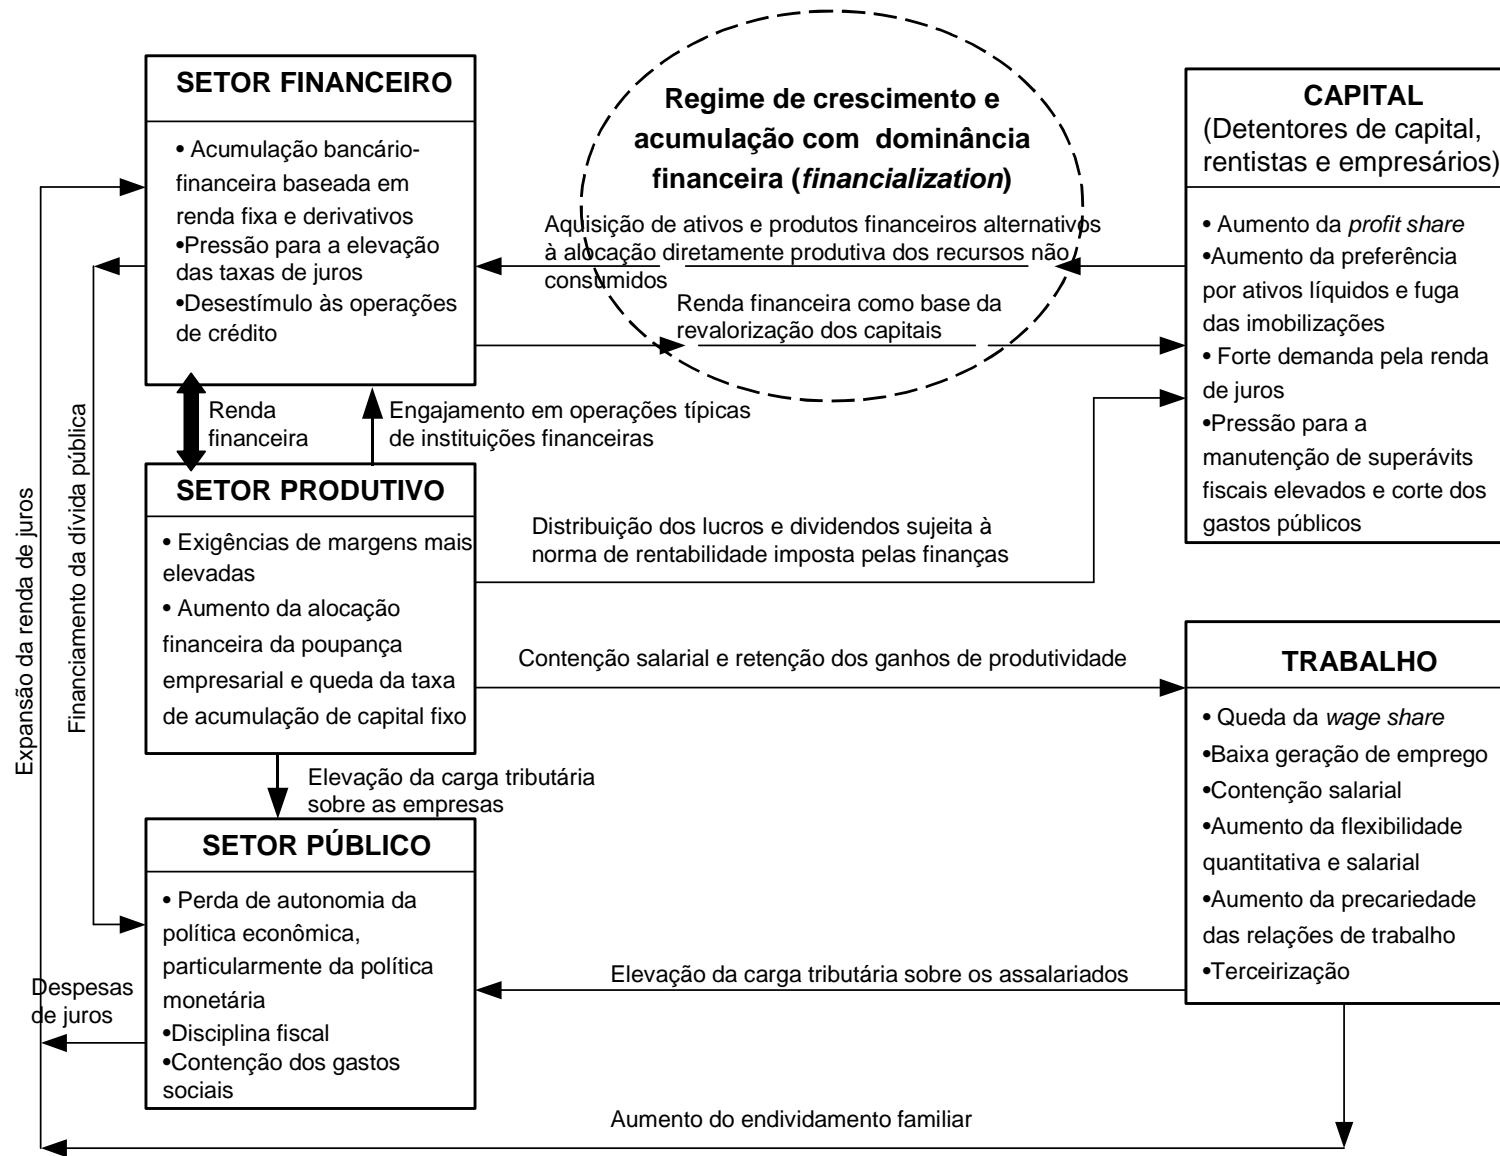 SETOR FINANCEIRO
• Acumulação bancário-
financeira baseada em
renda fixa e derivativos
•Pressão para a elevação
das taxas de juros
•Desestímulo às operações
de crédito
Regime de crescimento e
acumulação com dominância
financeira (financialization)
Aquisição de ativos e produtos financeiros alternativos
à alocação diretamente produtiva dos recursos não
consumidos
Renda financeira como base da
revalorização dos capitais
CAPITAL
(Detentores de capital,
rentistas e empresários)
• Aumento da profit share
•Aumento da preferência
por ativos líquidos e fuga
das imobilizações
• Forte demanda pela renda
de juros
•Pressão para a
manutenção de superávits
fiscais elevados e corte dos
gastos públicos
Renda
financeira
Engajamento em operações típicas
de instituições financeiras
SETOR PRODUTIVO
• Exigências de margens mais
elevadas
• Aumento da alocação
financeira da poupança
empresarial e queda da taxa
de acumulação de capital fixo
Distribuição dos lucros e dividendos sujeita à
norma de rentabilidade imposta pelas finanças
Contenção salarial e retenção dos ganhos de produtividade
TRABALHO
• Queda da wage share
•Baixa geração de emprego
•Contenção salarial
•Aumento da flexibilidade
quantitativa e salarial
•Aumento da precariedade
das relações de trabalho
•Terceirização
Elevação da carga tributária
sobre as empresas
SETOR PÚBLICO
• Perda de autonomia da
política econômica,
particularmente da política
monetária
•Disciplina fiscal
•Contenção dos gastos
sociais
Elevação da carga tributária sobre os assalariados
Despesas
de juros
Aumento do endividamento familiar
Expansão da renda de juros
Financiamento da dívida pública